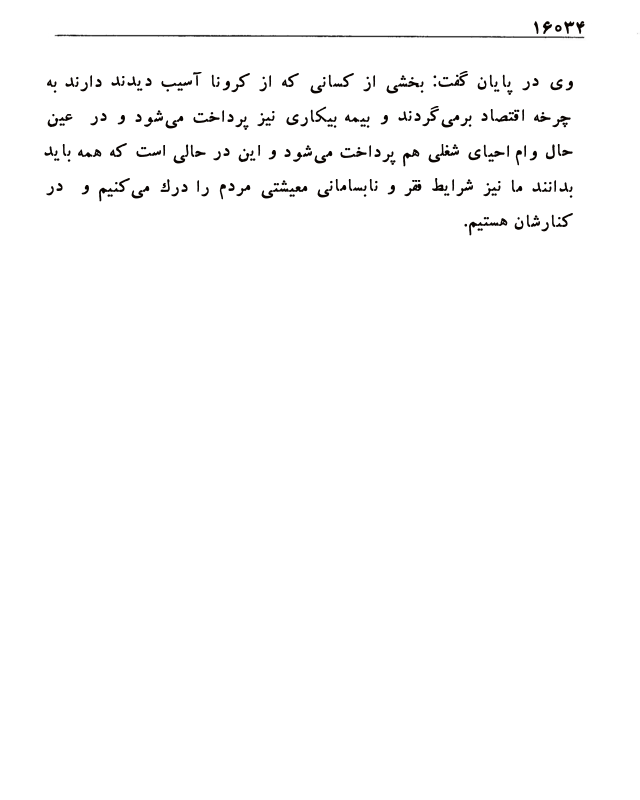 ۱۶۰۳۴
وی در پایان گفت: بخشی از کسانی که از کرونا آسیب دیدند دارند به
چرخه اقتصاد برمی‌گردند و بیمه بیکاری نیز پرداخت می‌شود و در عین
حال وام احیای شغلی هم پرداخت می‌شود و این در حالی است که همه باید
بدانند ما نیز شرایط فقر و نابسامانی معیشتی مردم را درك می‌کنیم و در
کنارشان هستیم.